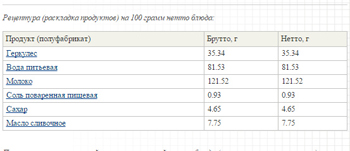 Рецептура (раскладка продуктов) на 100 грамм нетто блюда:
Продукт (полуфабрикат) Брутто, г Нетто, г
Геркулес 35.34 35.34
Вода питьевая 81.53 81.53
Молоко 121.52 121.52
Соль поваренная пищевая 0.93 0.93
Сахар 4.65 4.65
Масло сливочное 7.75 7.75